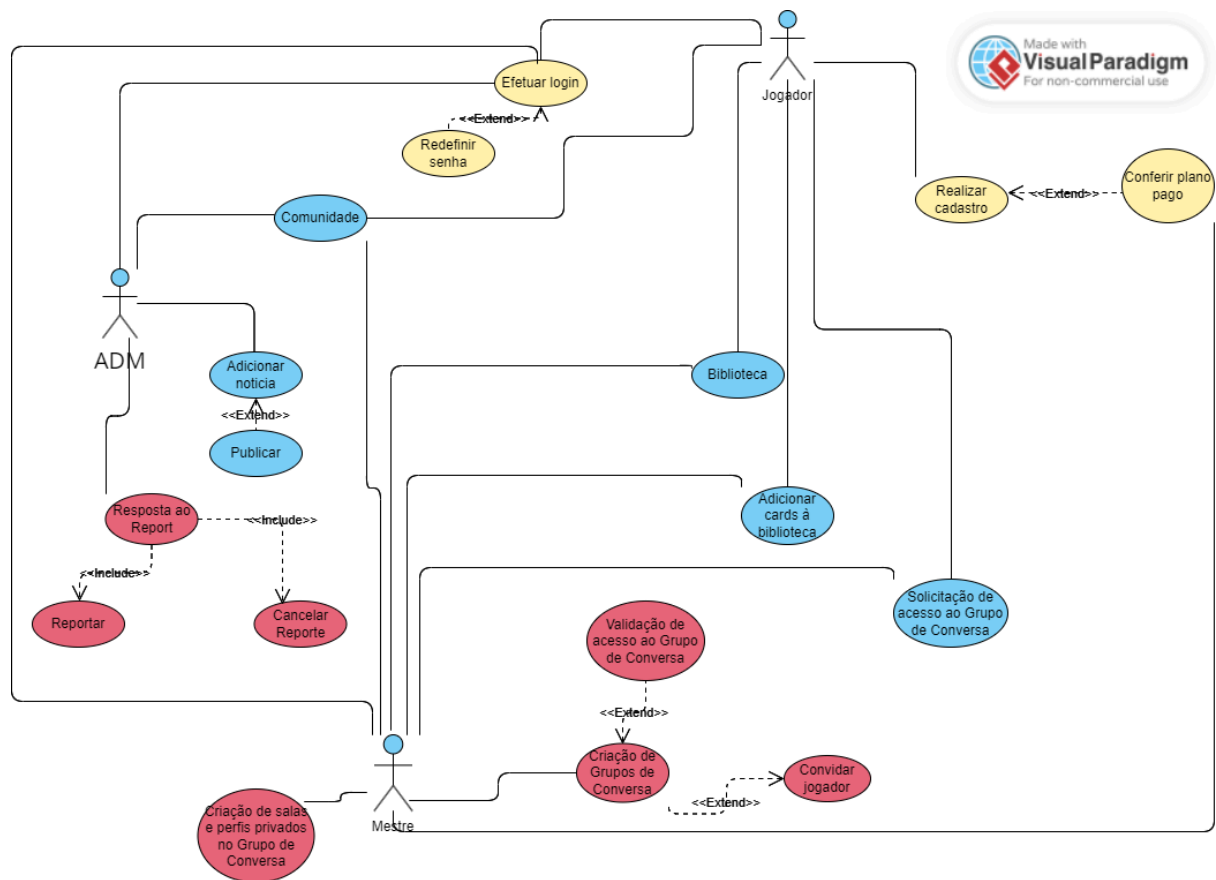 Made with
VisualParadigm
For non-commercial use
Efetuar login
Jogador
<<Extend>>
Redefinir
senha
Conferir plano
pago
Realizar
cadastro
<<Extend>>
Comunidade
ADM
Adicionar
noticia
Biblioteca
<<Extend>>
Publicar
Resposta ao
Report
<<Include>>
Adicionar
cards à
biblioteca
<<Include>>
Reportar
Cancelar
Reporte
Validação de
acesso ao Grupo
de Conversa
Solicitação de
acesso ao Grupo
de Conversa
<<Extend>>
Criação de
Grupos de
Conversa
Convidar
jogador
<<Extend>>
Mestre
Criação de salas
e perfis privados
no Grupo de
Conversa